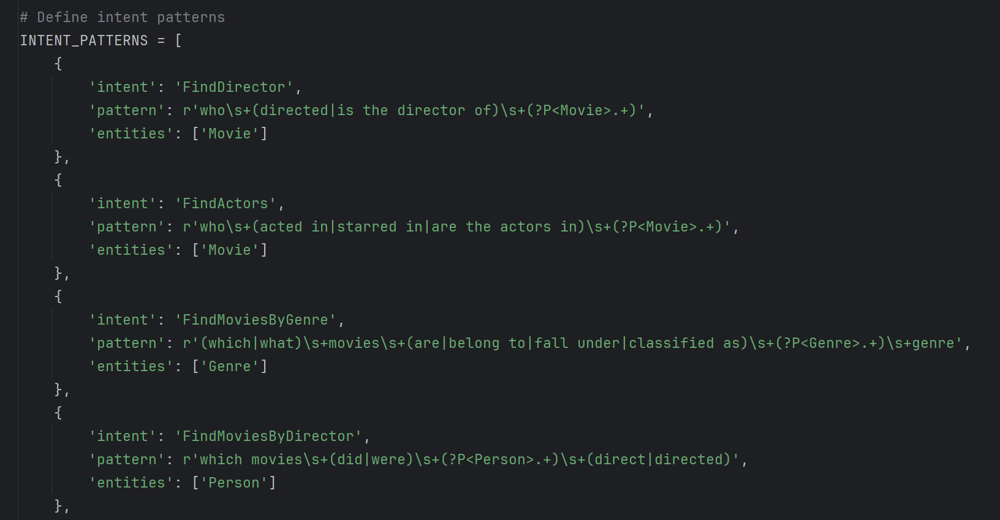 # Define intent patterns
INTENT_PATTERNS = [
    {
        'intent': 'FindDirector',
        'pattern': r'who\s+(directed|is the director of)\s+(?P<Movie>.+)',
        'entities': ['Movie']
    },
    {
        'intent': 'FindActors',
        'pattern': r'who\s+(acted in|starred in|are the actors in)\s+(?P<Movie>.+)',
        'entities': ['Movie']
    },
    {
        'intent': 'FindMoviesByGenre',
        'pattern': r'(which|what)\s+movies\s+(are|belong to|fall under|classified as)\s+(?P<Genre>.+)\s+genre',
        'entities': ['Genre']
    },
    {
        'intent': 'FindMoviesByDirector',
        'pattern': r'which movies\s+(did|were)\s+(?P<Person>.+)\s+(direct|directed)',
        'entities': ['Person']
    },